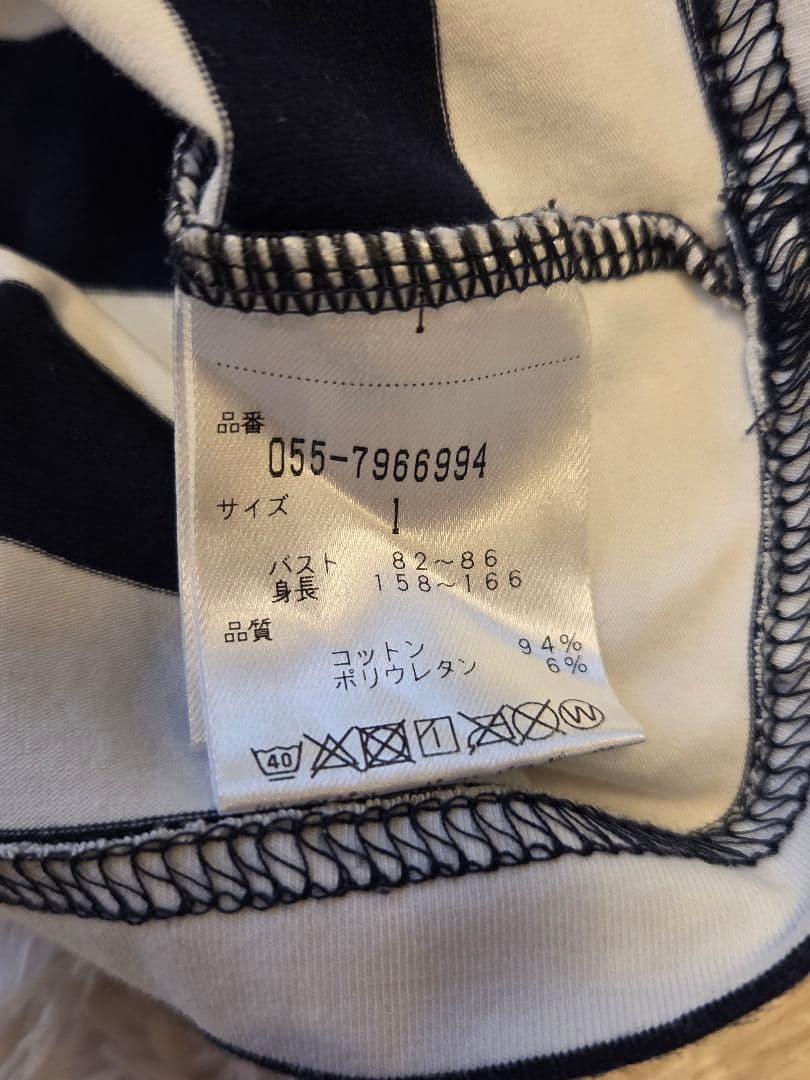 品番
055-7966994
サイズ
1
バスト 82～86
身長 158～166
品質
コットン 94%
ポリウレタン 6%
40 W